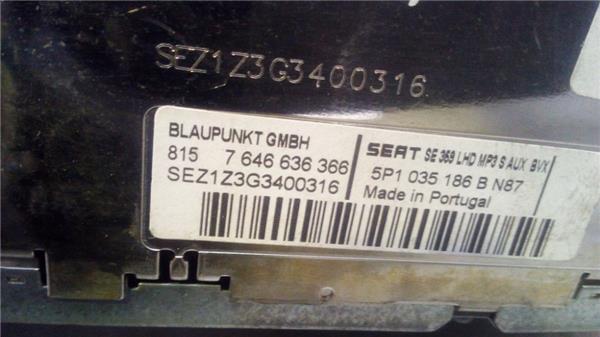 SEZ1Z3G3400316
BLAUPUNKT GMBH
815 7 646 636 366
SEZ1Z3G3400316
SEAT SE 359 LHD MP3 S AUX BVX
5P1 035 186 B N87
Made in Portugal